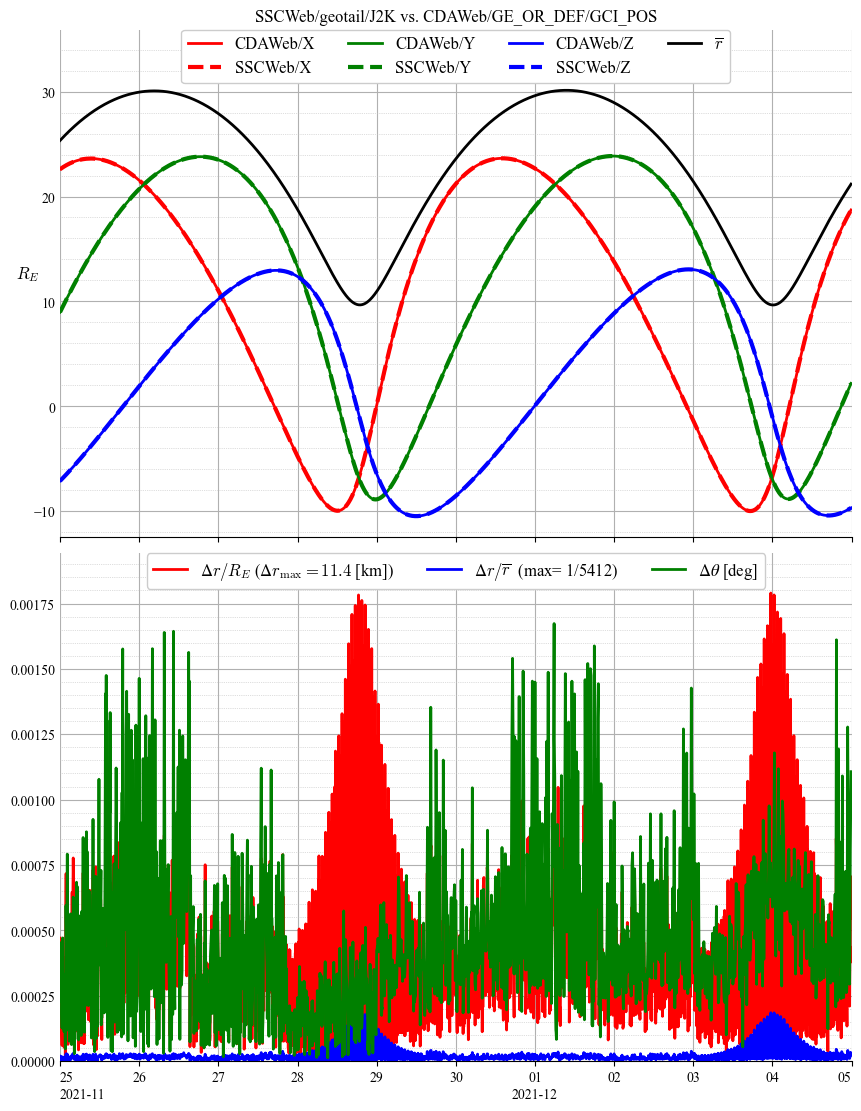 SSCWeb/geotail/J2K vs. CDAWeb/GE_OR_DEF/GCI_POS
CDAWeb/X CDAWeb/Y CDAWeb/Z r̅
SSCWeb/X SSCWeb/Y SSCWeb/Z
30
20
R_E
10
0
−10
Δr/R_E (Δr_max = 11.4 [km]) Δr/r̅ (max= 1/5412) Δθ [deg]
0.00175
0.00150
0.00125
0.00100
0.00075
0.00050
0.00025
0.00000
25 26 27 28 29 30 01 02 03 04 05
2021-11 2021-12